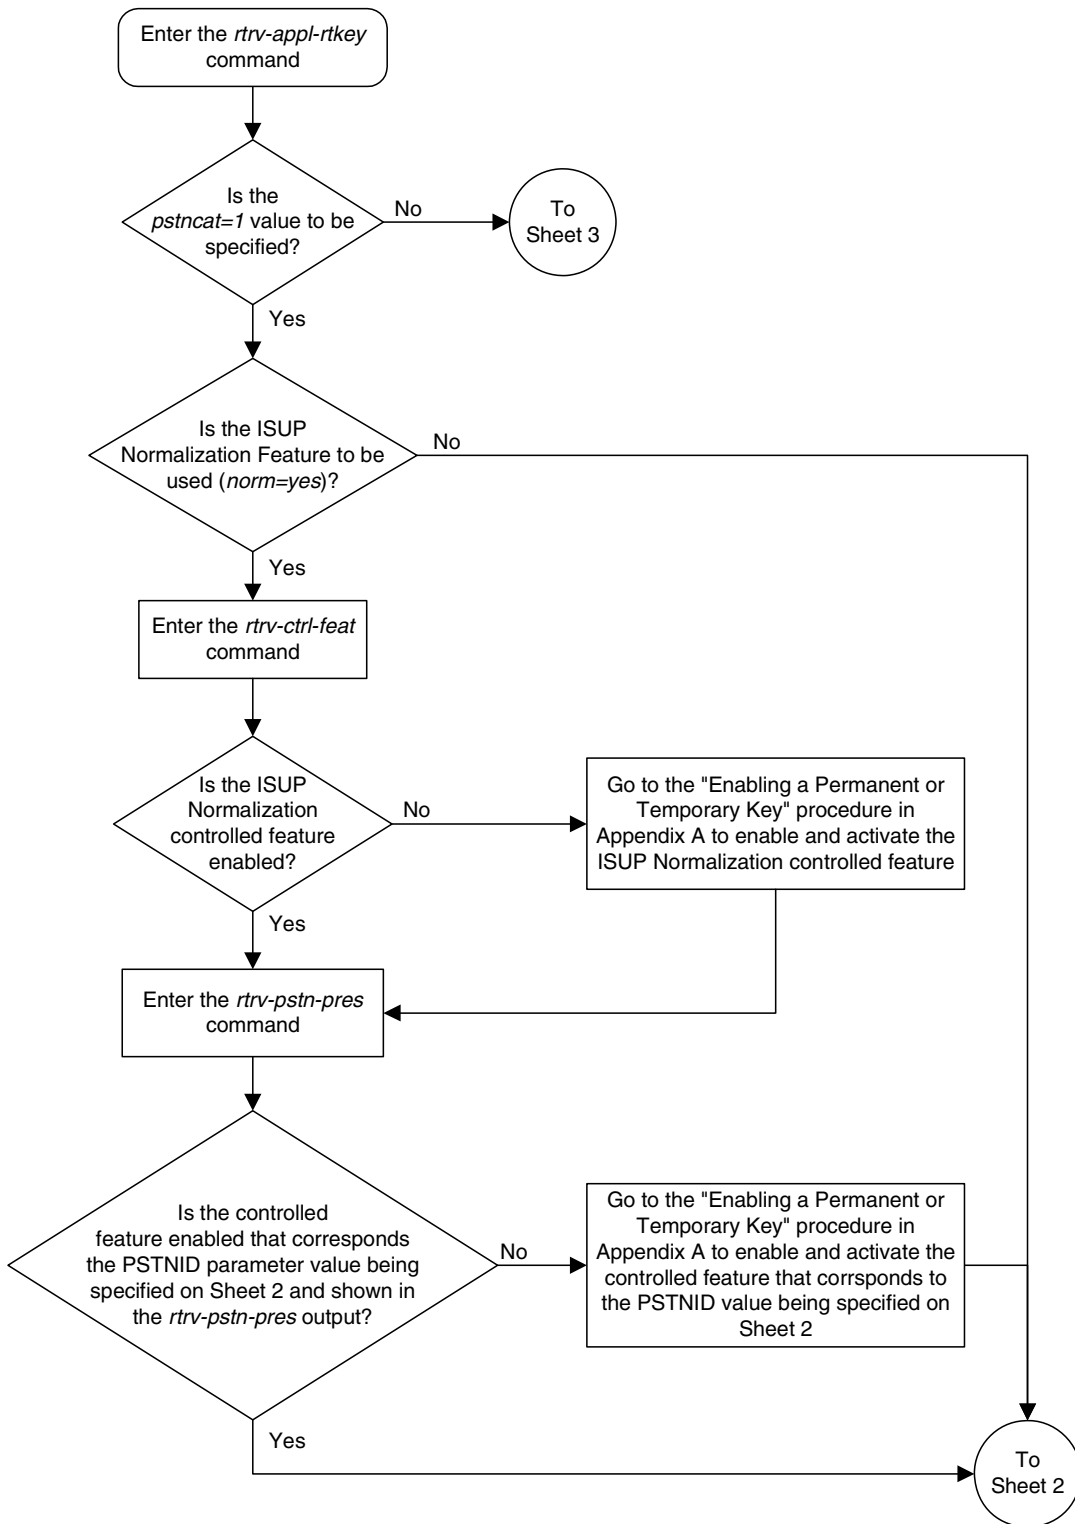 Enter the rtrv-appl-rtkey
command
Is the
pstncat=1 value to be
specified?
No
To
Sheet 3
Yes
Is the ISUP
Normalization Feature to be
used (norm=yes)?
No
Yes
Enter the rtrv-ctrl-feat
command
Is the ISUP
Normalization
controlled feature
enabled?
No
Go to the "Enabling a Permanent or
Temporary Key" procedure in
Appendix A to enable and activate the
ISUP Normalization controlled feature
Yes
Enter the rtrv-pstn-pres
command
Is the controlled
feature enabled that corresponds
the PSTNID parameter value being
specified on Sheet 2 and shown in
the rtrv-pstn-pres output?
No
Go to the "Enabling a Permanent or
Temporary Key" procedure in
Appendix A to enable and activate the
controlled feature that corrsponds to
the PSTNID value being specified on
Sheet 2
Yes
To
Sheet 2